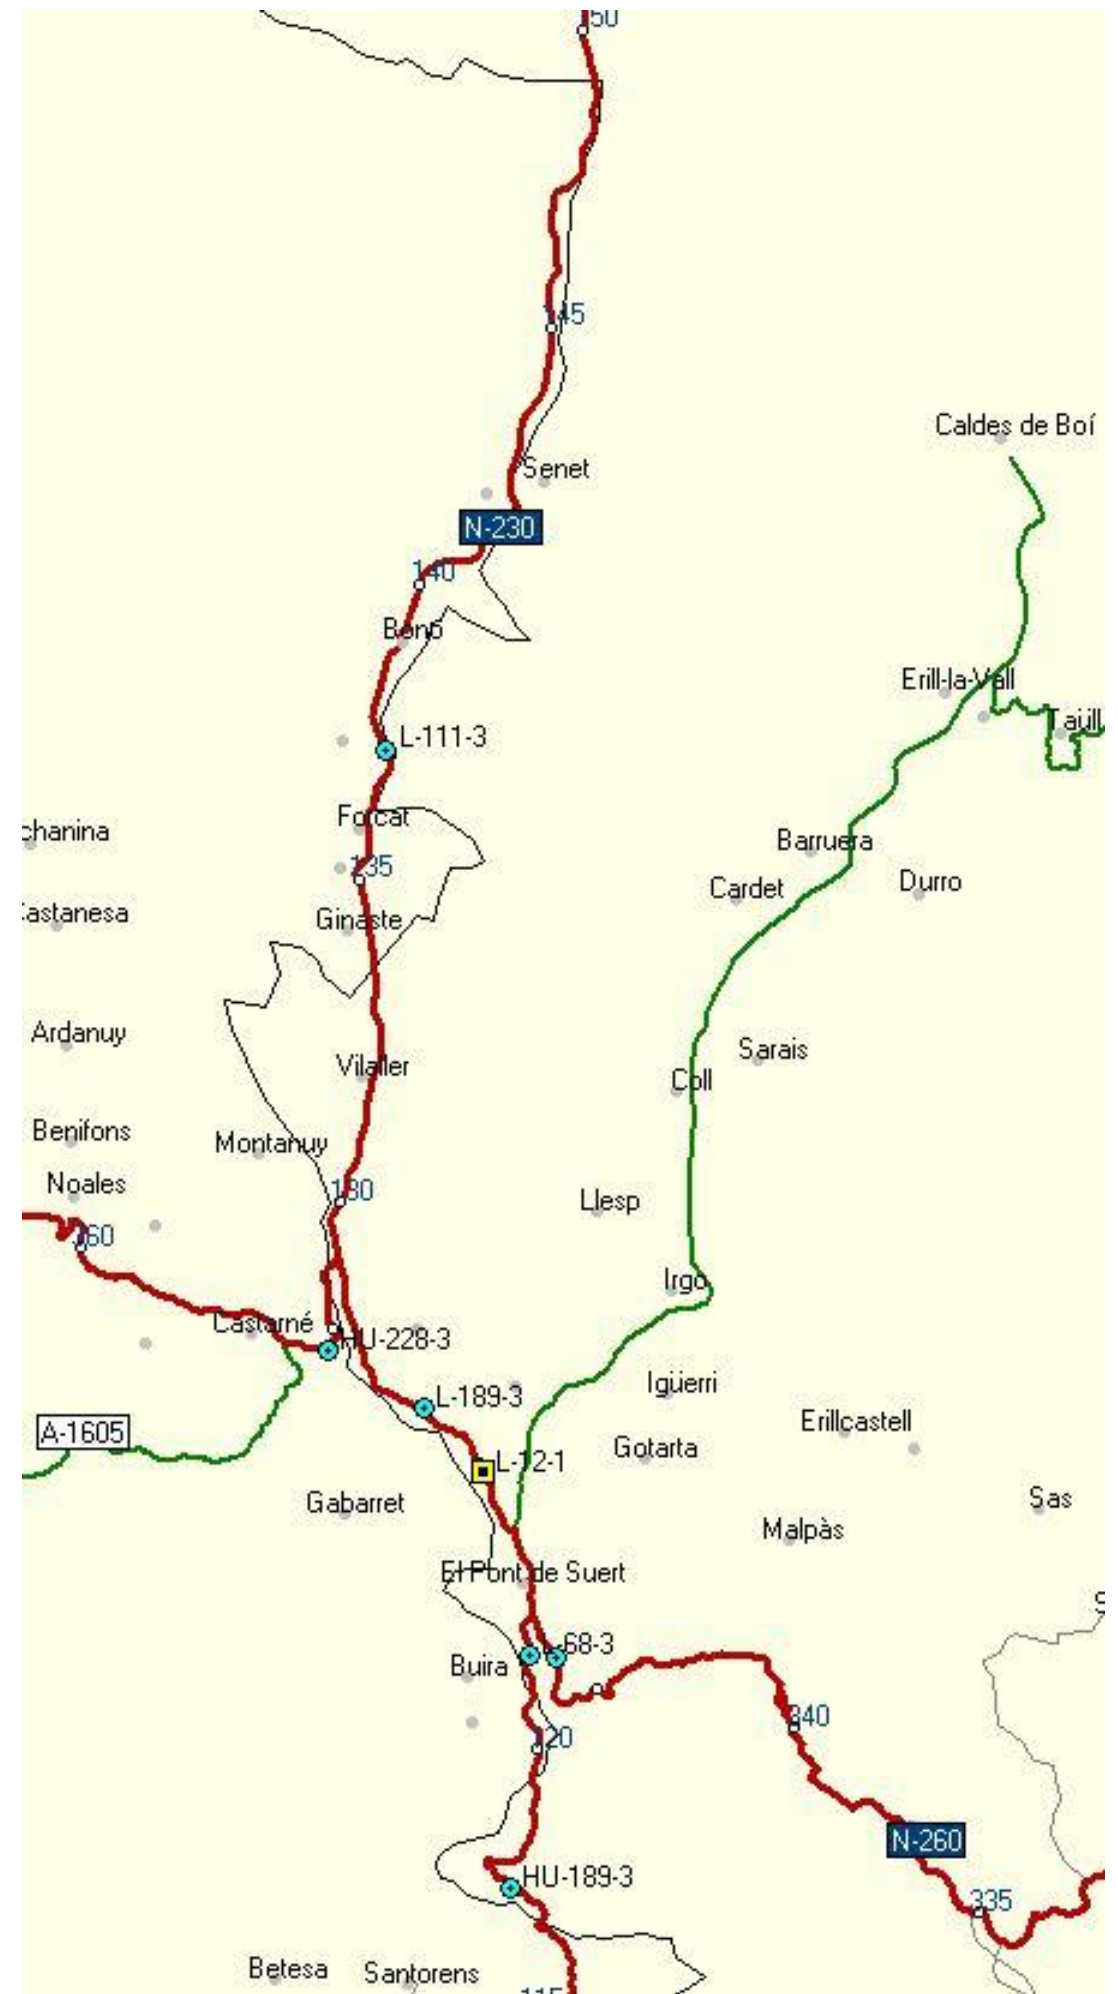 150
145
Caldes de Boí
Senet
N-230
140
Bono
Erill-la-Vall
Taüll
L-111-3
Forcat
chanina
Barruera
135
Cardet
Durro
astanesa
Ginaste
Ardanuy
Sarais
Vilaller
Coll
Benifons
Montanuy
Noales
130
Llesp
360
Irgo
Castarné
HU-228-3
Igüerri
L-189-3
Erillcastell
A-1605
Gotarta
L-12-1
Gabarret
Sas
Malpàs
El Pont de Suert
S
L-68-3
Buira
340
120
N-260
HU-189-3
335
Betesa
Santorens
115